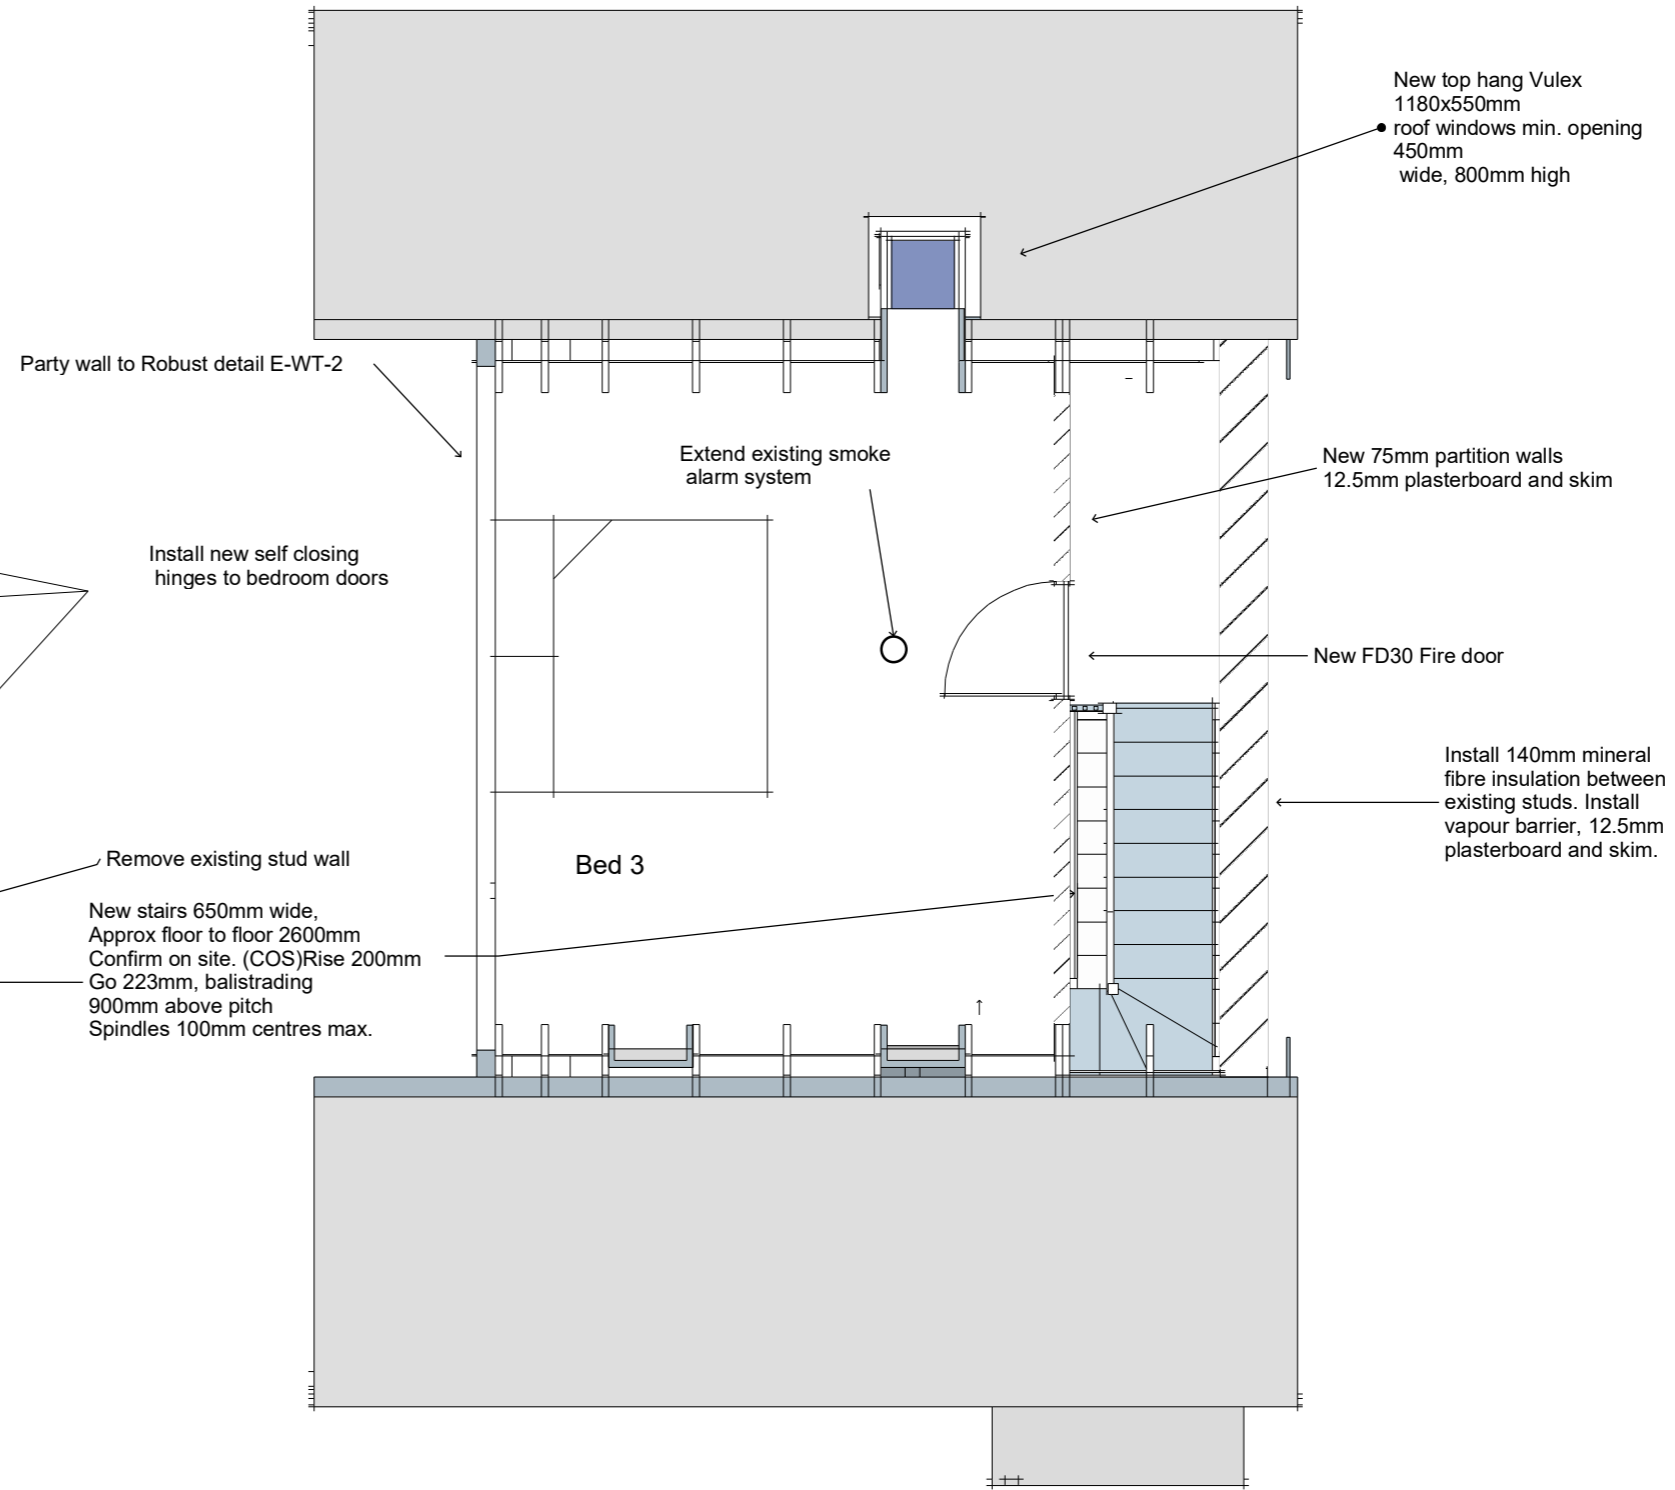 New top hang Vulex
1180x550mm
roof windows min. opening
450mm
wide, 800mm high
Party wall to Robust detail E-WT-2
Extend existing smoke
alarm system
New 75mm partition walls
12.5mm plasterboard and skim
Install new self closing
hinges to bedroom doors
New FD30 Fire door
Install 140mm mineral
fibre insulation between
existing studs. Install
vapour barrier, 12.5mm
plasterboard and skim.
Remove existing stud wall
Bed 3
New stairs 650mm wide,
Approx floor to floor 2600mm
Confirm on site. (COS)Rise 200mm
Go 223mm, balistrading
900mm above pitch
Spindles 100mm centres max.